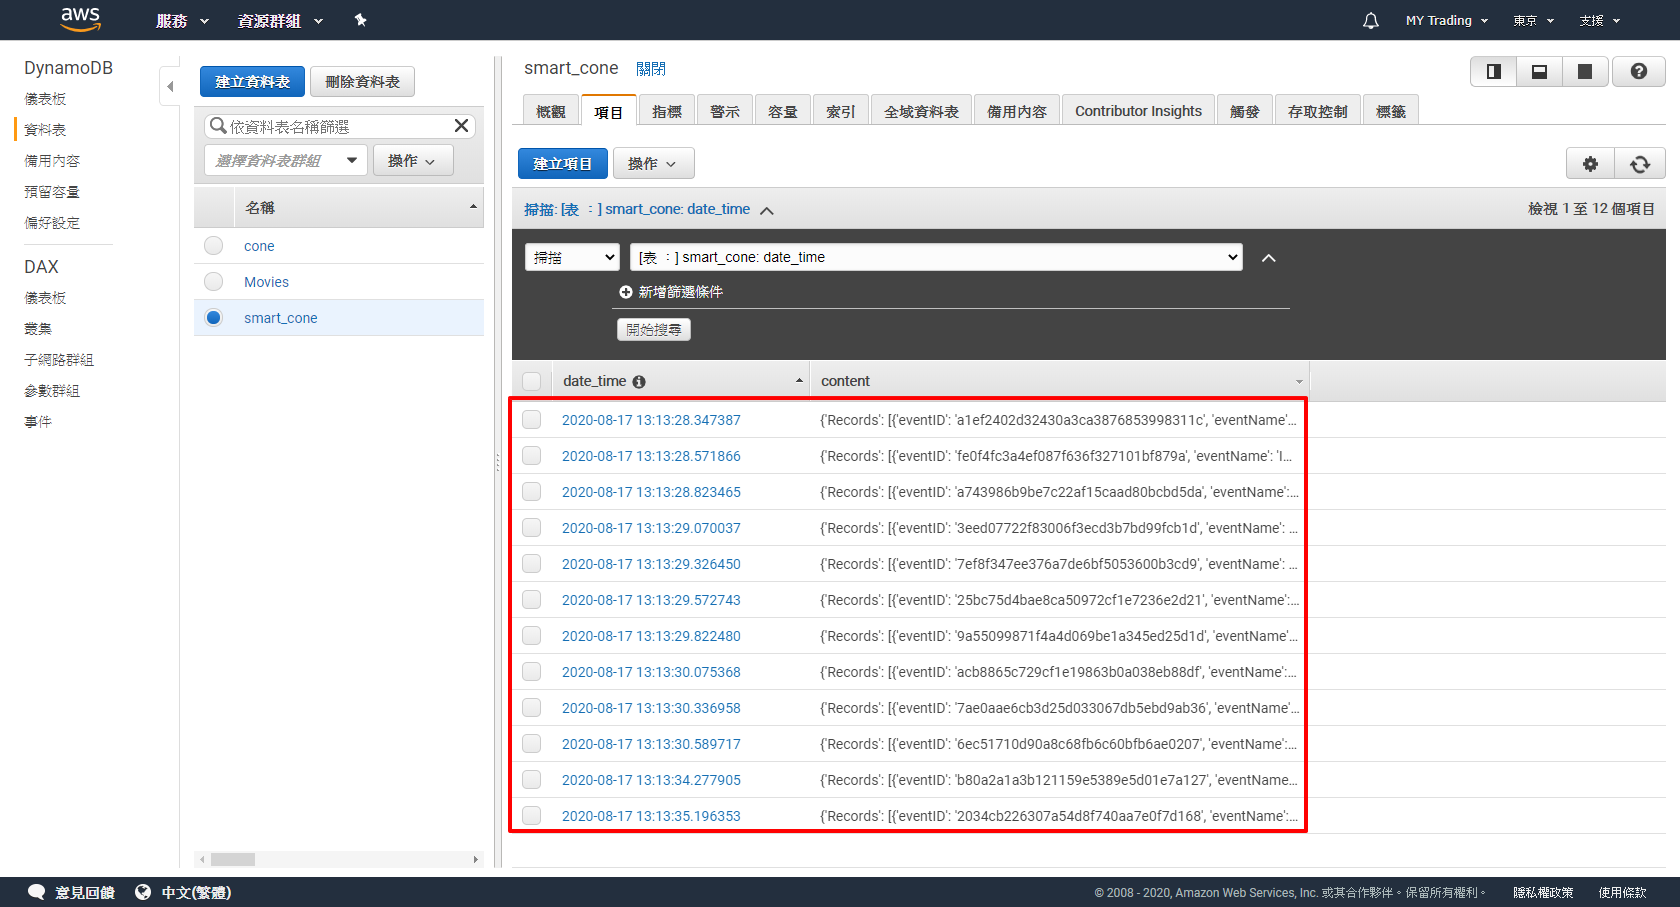 aws 服務 資源群組 MY Trading 東京 支援
DynamoDB
儀表板
資料表
備用內容
預留容量
偏好設定
DAX
儀表板
叢集
子網路群組
參數群組
事件
建立資料表 刪除資料表
依資料表名稱篩選
選擇資料表群組 操作
名稱
cone
Movies
smart_cone
smart_cone 關閉
概觀 項目 指標 警示 容量 索引 全域資料表 備用內容 Contributor Insights 觸發 存取控制 標籤
建立項目 操作
掃描: [表 : ] smart_cone: date_time 檢視 1 至 12 個項目
掃描 [表 : ] smart_cone: date_time
新增篩選條件
開始搜尋
date_time content
2020-08-17 13:13:28.347387 {'Records': [{'eventID': 'a1ef2402d32430a3ca3876853998311c', 'eventName'...
2020-08-17 13:13:28.571866 {'Records': [{'eventID': 'fe0f4fc3a4ef087f636f327101bf879a', 'eventName': 'I...
2020-08-17 13:13:28.823465 {'Records': [{'eventID': 'a743986b9be7c22af15caad80bcbd5da', 'eventName':...
2020-08-17 13:13:29.070037 {'Records': [{'eventID': '3eed07722f83006f3ecd3b7bd99fcb1d', 'eventName': ...
2020-08-17 13:13:29.326450 {'Records': [{'eventID': '7ef8f347ee376a7de6bf5053600b3cd9', 'eventName': ...
2020-08-17 13:13:29.572743 {'Records': [{'eventID': '25bc75d4bae8ca50972cf1e7236e2d21', 'eventName':...
2020-08-17 13:13:29.822480 {'Records': [{'eventID': '9a55099871f4a4d069be1a345ed25d1d', 'eventName'...
2020-08-17 13:13:30.075368 {'Records': [{'eventID': 'acb8865c729cf1e19863b0a038eb88df', 'eventName':...
2020-08-17 13:13:30.336958 {'Records': [{'eventID': '7ae0aae6cb3d25d033067db5ebd9ab36', 'eventName'...
2020-08-17 13:13:30.589717 {'Records': [{'eventID': '6ec51710d90a8c68fb6c60bfb6ae0207', 'eventName':...
2020-08-17 13:13:34.277905 {'Records': [{'eventID': 'b80a2a1a3b121159e5389e5d01e7a127', 'eventName...
2020-08-17 13:13:35.196353 {'Records': [{'eventID': '2034cb226307a54d8f740aa7e0f7d168', 'eventName':...
意見回饋 中文(繁體) © 2008 - 2020, Amazon Web Services, Inc. 或其合作夥伴。保留所有權利。 隱私權政策 使用條款